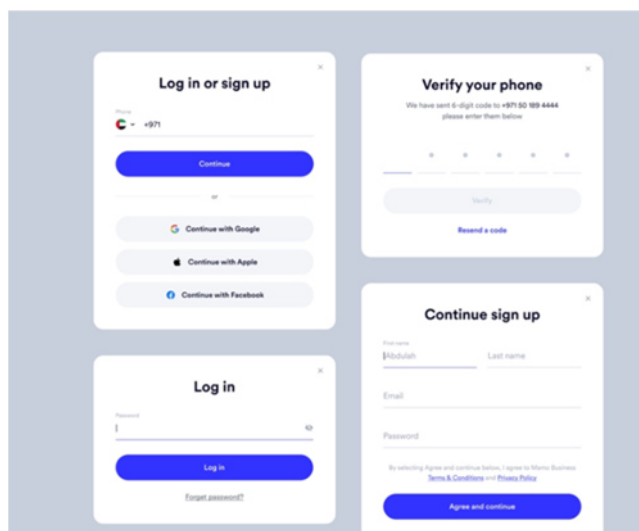 Log in or sign up
Phone
+971
Continue
or
Continue with Google
Continue with Apple
Continue with Facebook
Verify your phone
We have sent 6-digit code to +971 50 189 4444
please enter them below
Verify
Resend a code
Log in
Password
Log in
Forget password?
Continue sign up
First name
Abdulah
Last name
Email
Password
By selecting Agree and continue below, I agree to Mamu Business
Terms & Conditions and Privacy Policy
Agree and continue